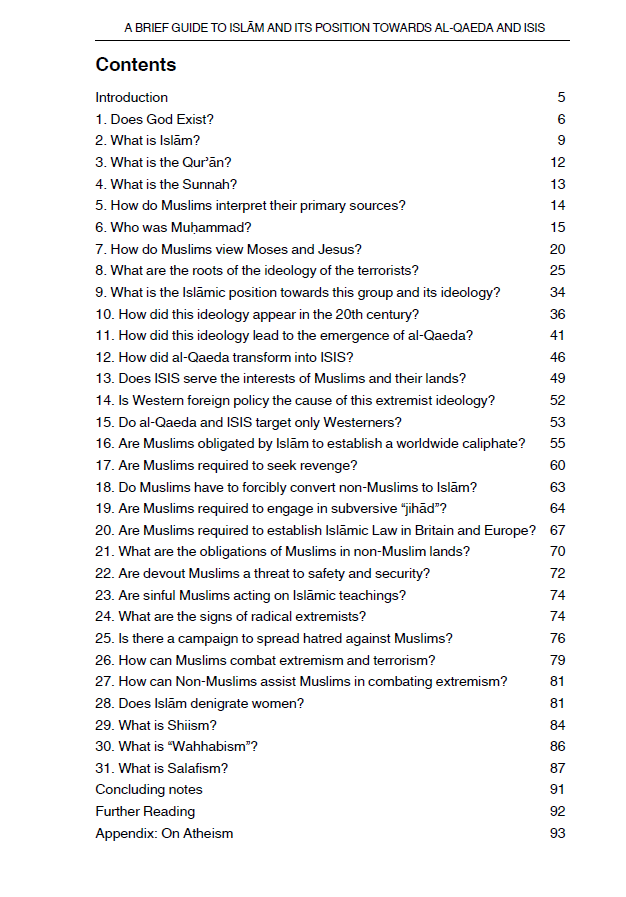 A BRIEF GUIDE TO ISLĀM AND ITS POSITION TOWARDS AL-QAEDA AND ISIS
Contents
Introduction 5
1. Does God Exist? 6
2. What is Islām? 9
3. What is the Qurʾān? 12
4. What is the Sunnah? 13
5. How do Muslims interpret their primary sources? 14
6. Who was Muḥammad? 15
7. How do Muslims view Moses and Jesus? 20
8. What are the roots of the ideology of the terrorists? 25
9. What is the Islāmic position towards this group and its ideology? 34
10. How did this ideology appear in the 20th century? 36
11. How did this ideology lead to the emergence of al-Qaeda? 41
12. How did al-Qaeda transform into ISIS? 46
13. Does ISIS serve the interests of Muslims and their lands? 49
14. Is Western foreign policy the cause of this extremist ideology? 52
15. Do al-Qaeda and ISIS target only Westerners? 53
16. Are Muslims obligated by Islām to establish a worldwide caliphate? 55
17. Are Muslims required to seek revenge? 60
18. Do Muslims have to forcibly convert non-Muslims to Islām? 63
19. Are Muslims required to engage in subversive “jihād”? 64
20. Are Muslims required to establish Islāmic Law in Britain and Europe? 67
21. What are the obligations of Muslims in non-Muslim lands? 70
22. Are devout Muslims a threat to safety and security? 72
23. Are sinful Muslims acting on Islāmic teachings? 74
24. What are the signs of radical extremists? 74
25. Is there a campaign to spread hatred against Muslims? 76
26. How can Muslims combat extremism and terrorism? 79
27. How can Non-Muslims assist Muslims in combating extremism? 81
28. Does Islām denigrate women? 81
29. What is Shiism? 84
30. What is “Wahhabism”? 86
31. What is Salafism? 87
Concluding notes 91
Further Reading 92
Appendix: On Atheism 93